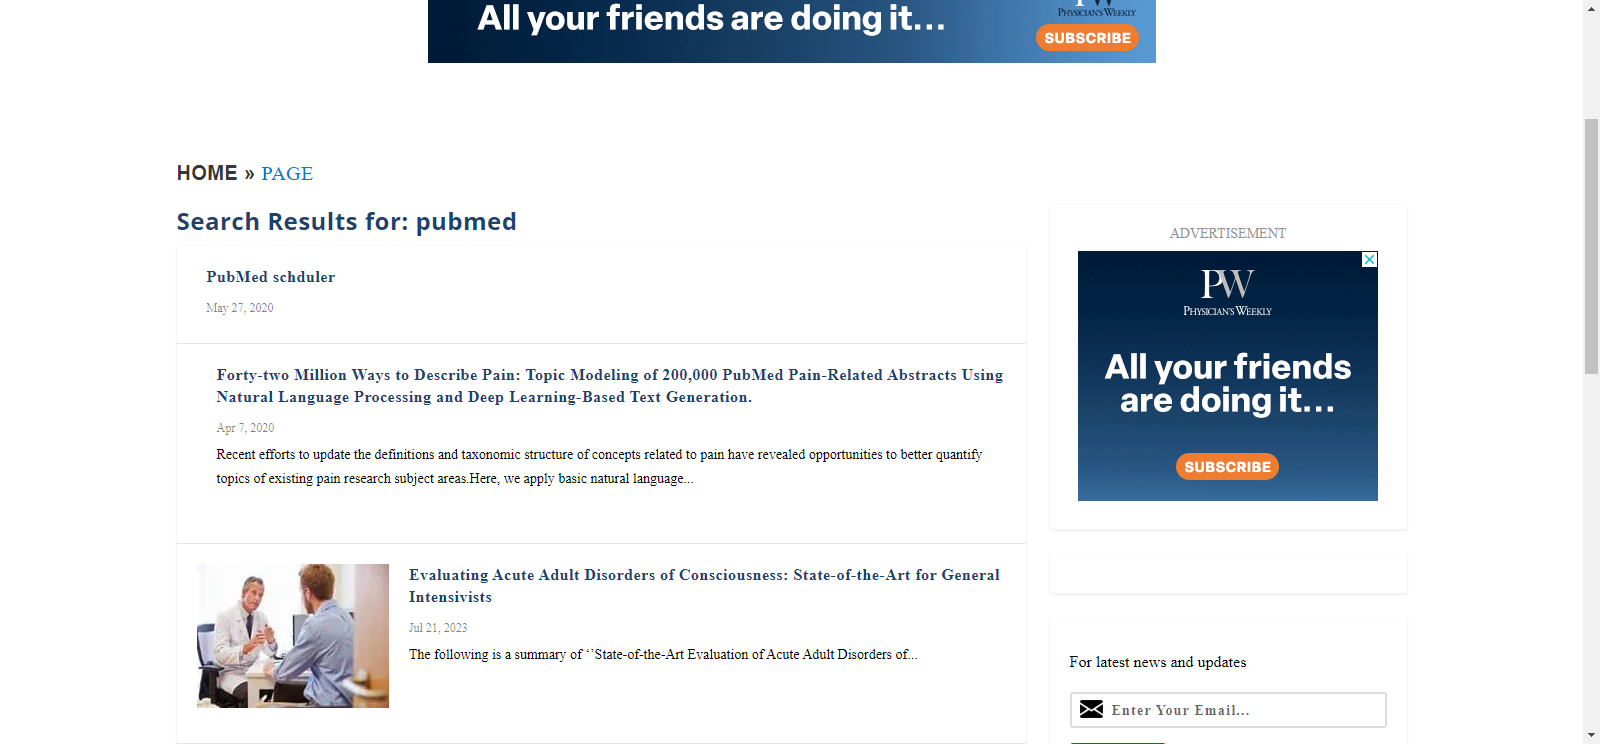 All your friends are doing it...
PHYSICIAN'S WEEKLY
SUBSCRIBE
HOME » PAGE
Search Results for: pubmed
PubMed schduler
May 27, 2020
Forty-two Million Ways to Describe Pain: Topic Modeling of 200,000 PubMed Pain-Related Abstracts Using
Natural Language Processing and Deep Learning-Based Text Generation.
Apr 7, 2020
Recent efforts to update the definitions and taxonomic structure of concepts related to pain have revealed opportunities to better quantify
topics of existing pain research subject areas.Here, we apply basic natural language...
Evaluating Acute Adult Disorders of Consciousness: State-of-the-Art for General
Intensivists
Jul 21, 2023
The following is a summary of ‘’State-of-the-Art Evaluation of Acute Adult Disorders of...
ADVERTISEMENT
PW
PHYSICIAN'S WEEKLY
All your friends
are doing it...
SUBSCRIBE
For latest news and updates
Enter Your Email...